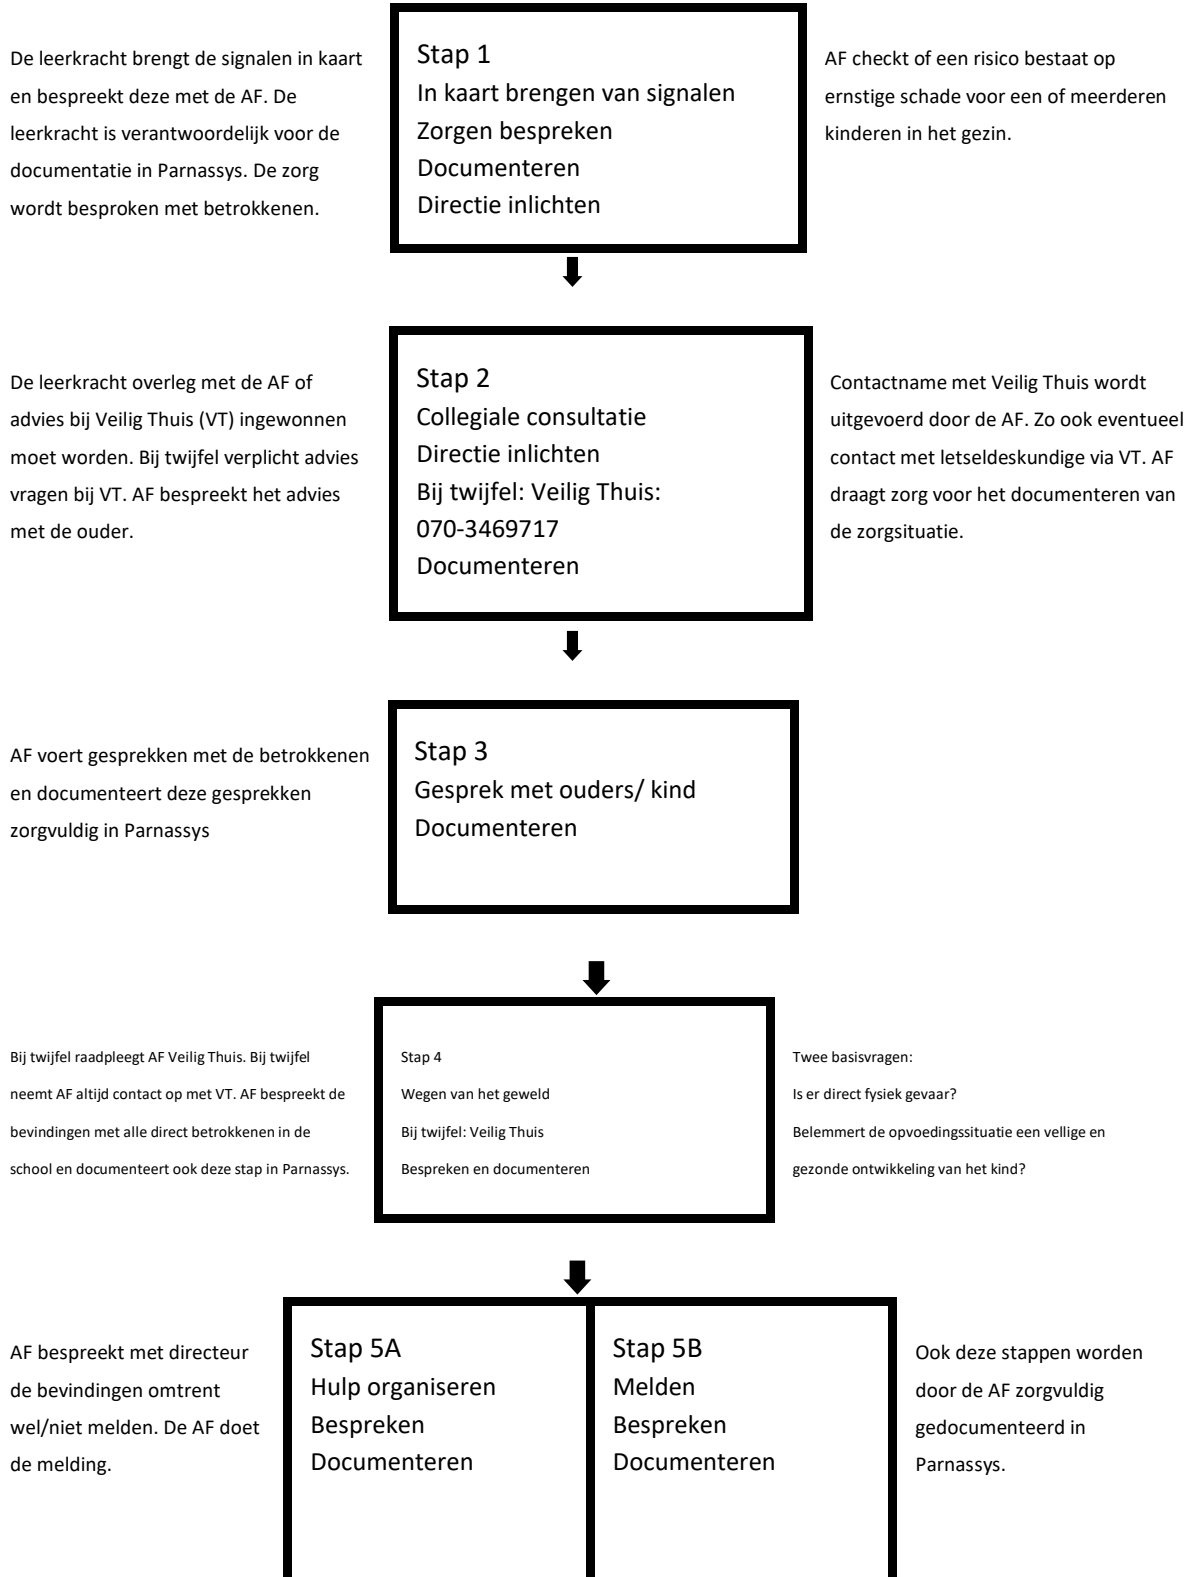 De leerkracht brengt de signalen in kaart
en bespreekt deze met de AF. De
leerkracht is verantwoordelijk voor de
documentatie in Parnassys. De zorg
wordt besproken met betrokkenen.
Stap 1
In kaart brengen van signalen
Zorgen bespreken
Documenteren
Directie inlichten
AF checkt of een risico bestaat op
ernstige schade voor een of meerderen
kinderen in het gezin.
De leerkracht overleg met de AF of
advies bij Veilig Thuis (VT) ingewonnen
moet worden. Bij twijfel verplicht advies
vragen bij VT. AF bespreekt het advies
met de ouder.
Stap 2
Collegiale consultatie
Directie inlichten
Bij twijfel: Veilig Thuis:
070-3469717
Documenteren
Contactname met Veilig Thuis wordt
uitgevoerd door de AF. Zo ook eventueel
contact met letseldeskundige via VT. AF
draagt zorg voor het documenteren van
de zorgsituatie.
AF voert gesprekken met de betrokkenen
en documenteert deze gesprekken
zorgvuldig in Parnassys
Stap 3
Gesprek met ouders/ kind
Documenteren
Bij twijfel raadpleegt AF Veilig Thuis. Bij twijfel
neemt AF altijd contact op met VT. AF bespreekt de
bevindingen met alle direct betrokkenen in de
school en documenteert ook deze stap in Parnassys.
Stap 4
Wegen van het geweld
Bij twijfel: Veilig Thuis
Bespreken en documenteren
Twee basisvragen:
Is er direct fysiek gevaar?
Belemmert de opvoedingssituatie een vellige en
gezonde ontwikkeling van het kind?
AF bespreekt met directeur
de bevindingen omtrent
wel/niet melden. De AF doet
de melding.
Stap 5A
Hulp organiseren
Bespreken
Documenteren
Stap 5B
Melden
Bespreken
Documenteren
Ook deze stappen worden
door de AF zorgvuldig
gedocumenteerd in
Parnassys.